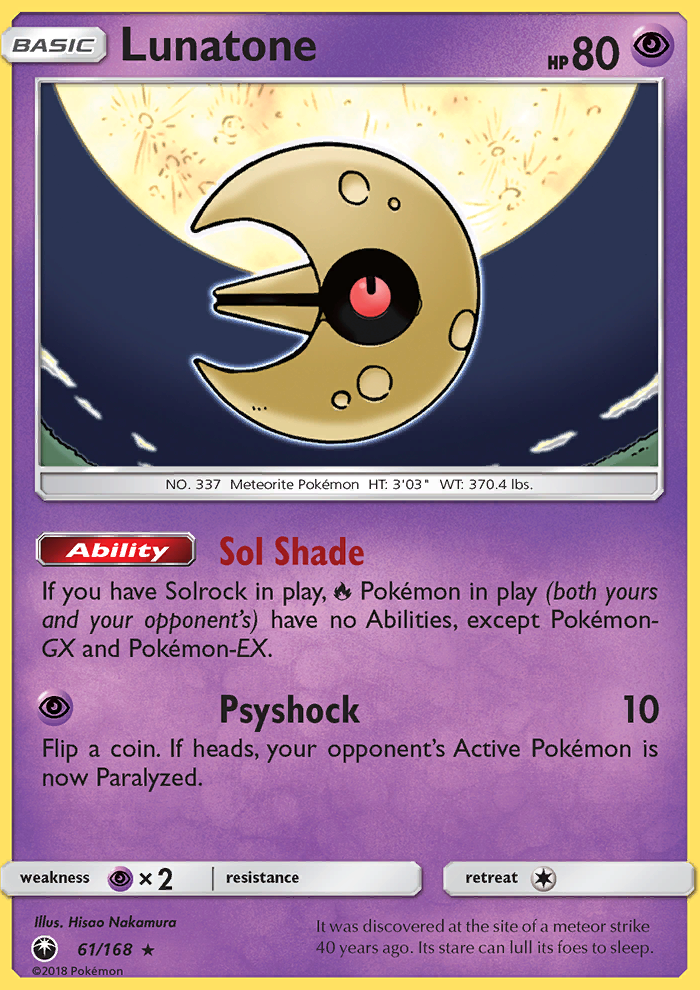 BASIC Lunatone HP 80
NO. 337 Meteorite Pokémon HT: 3'03" WT: 370.4 lbs.
Ability Sol Shade
If you have Solrock in play, Pokémon in play (both yours
and your opponent's) have no Abilities, except Pokémon-
GX and Pokémon-EX.
Psyshock 10
Flip a coin. If heads, your opponent's Active Pokémon is
now Paralyzed.
weakness ×2 resistance retreat
Illus. Hisao Nakamura
61/168 ★
©2018 Pokémon
It was discovered at the site of a meteor strike
40 years ago. Its stare can lull its foes to sleep.